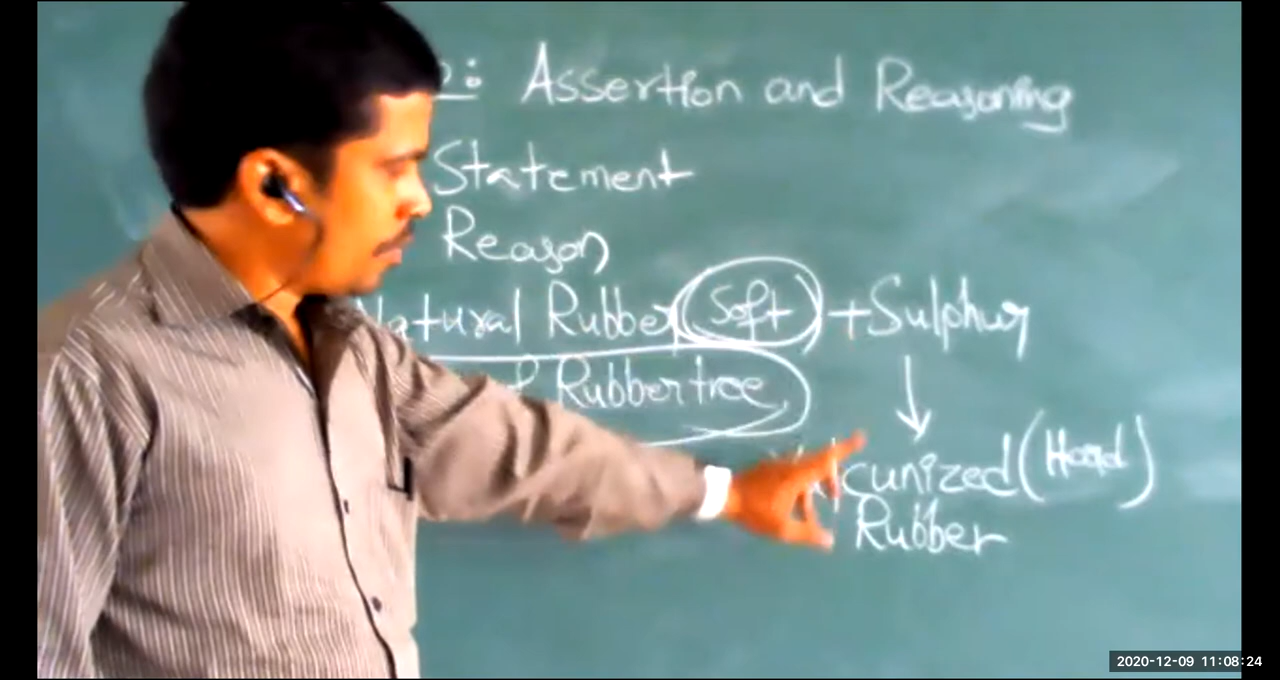 : Assertion and Reasoning
Statement
Reason
Natural Rubber (Soft) + Sulphur
Rubber tree
↓
Vulcunized (Hard)
Rubber
2020-12-09 11:08:24